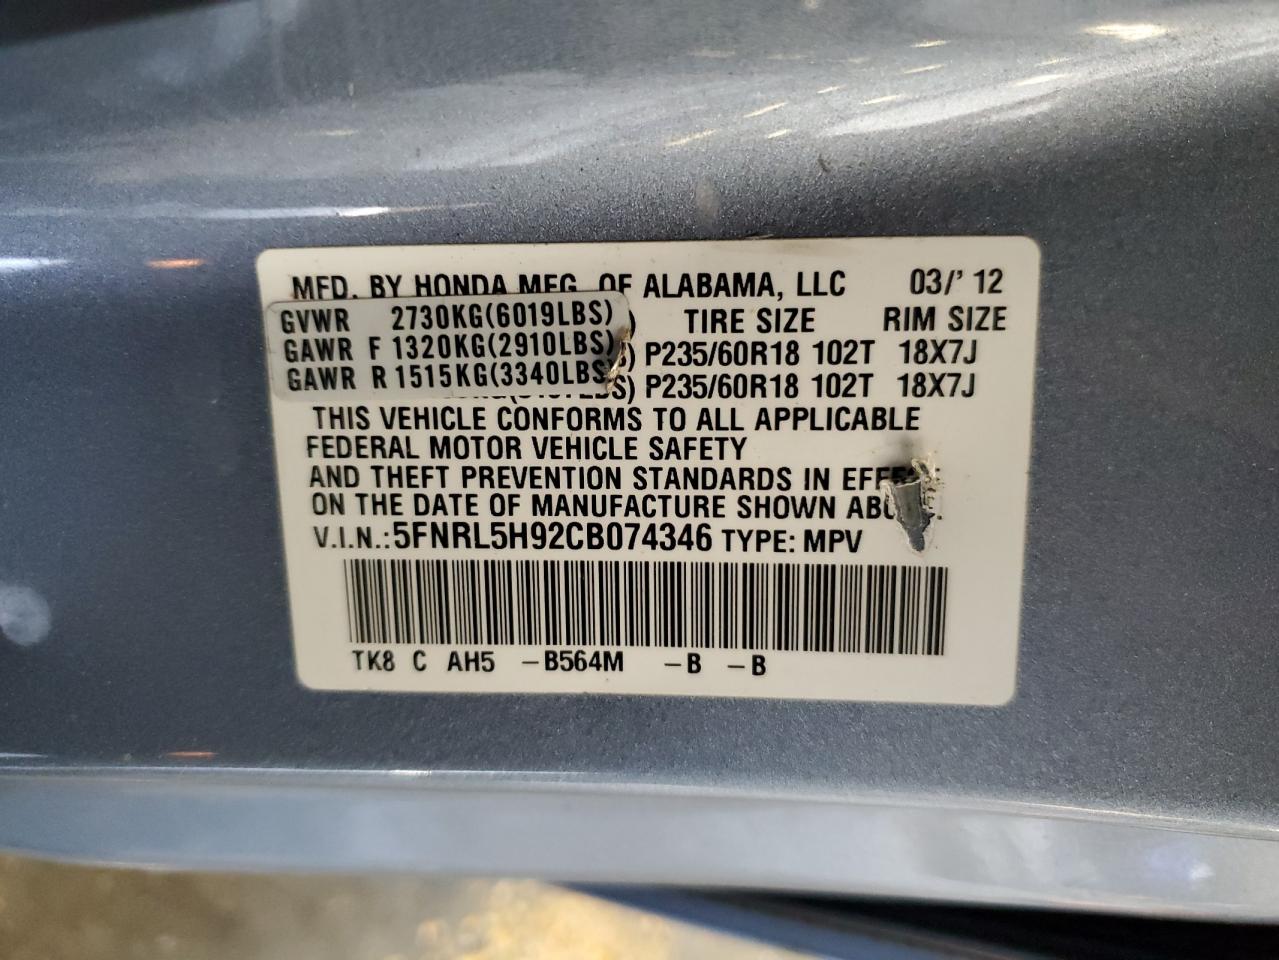 MFD. BY HONDA MFG. OF ALABAMA, LLC 03/' 12
GVWR 2730KG(6019LBS) ) TIRE SIZE RIM SIZE
GAWR F 1320KG(2910LBS) ) P235/60R18 102T 18X7J
GAWR R 1515KG(3340LBS) ) P235/60R18 102T 18X7J
THIS VEHICLE CONFORMS TO ALL APPLICABLE
FEDERAL MOTOR VEHICLE SAFETY
AND THEFT PREVENTION STANDARDS IN EFFECT
ON THE DATE OF MANUFACTURE SHOWN ABOVE.
V.I.N.:5FNRL5H92CB074346 TYPE: MPV
TK8 C AH5 –B564M –B –B